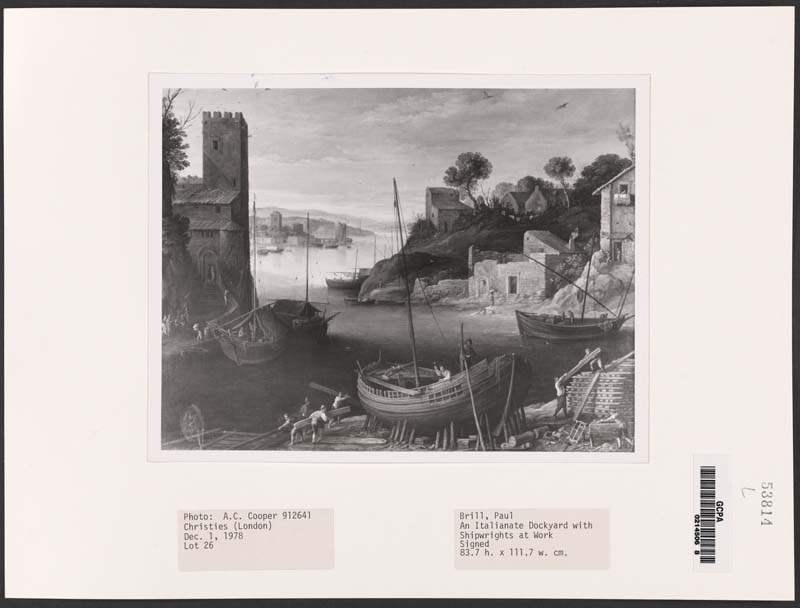 Photo: A.C. Cooper 912641
Christies (London)
Dec. 1, 1978
Lot 26
Brill, Paul
An Italianate Dockyard with
Shipwrights at Work
Signed
83.7 h. x 111.7 w. cm.
GCPA
0214506 8
53814
L